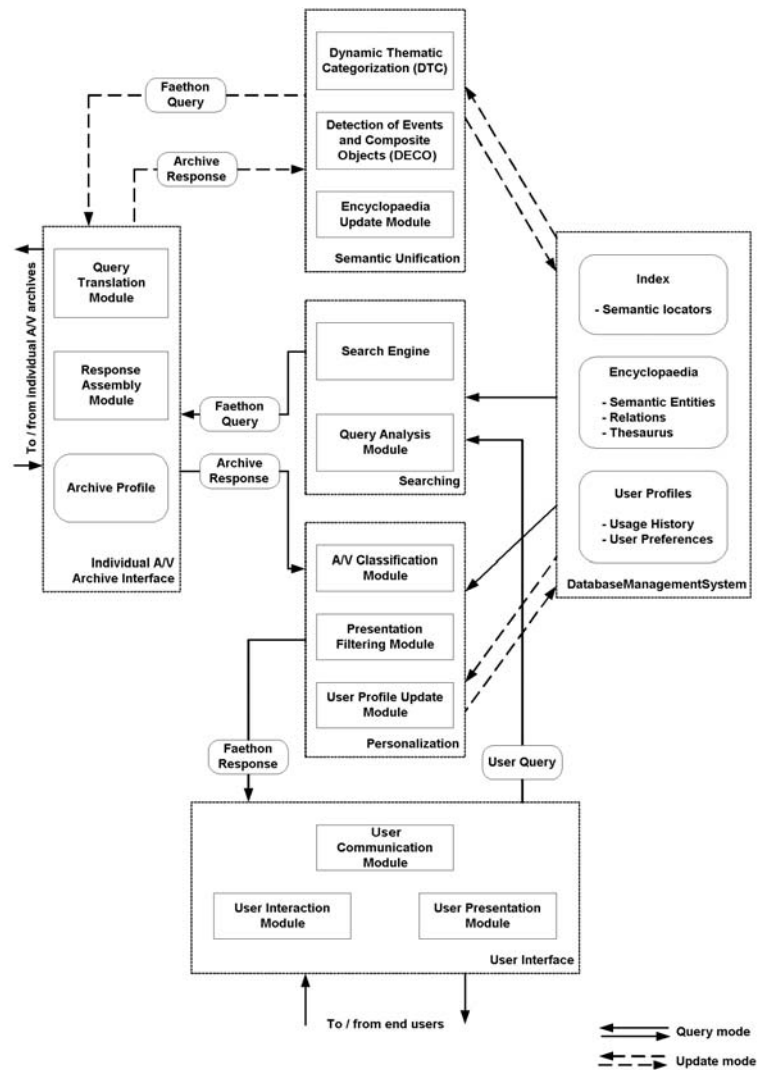 Dynamic Thematic
Categorization (DTC)
Detection of Events
and Composite
Objects (DECO)
Encyclopaedia
Update Module
Semantic Unification
Faethon
Query
Archive
Response
To / from individual A/V archives
Query
Translation
Module
Response
Assembly
Module
Archive Profile
Individual A/V
Archive Interface
Faethon
Query
Archive
Response
Search Engine
Query Analysis
Module
Searching
Index
- Semantic locators
Encyclopaedia
- Semantic Entities
- Relations
- Thesaurus
User Profiles
- Usage History
- User Preferences
DatabaseManagementSystem
A/V Classification
Module
Presentation
Filtering Module
User Profile Update
Module
Personalization
Faethon
Response
User Query
User
Communication
Module
User Interaction
Module
User Presentation
Module
User Interface
To / from end users
Query mode
Update mode